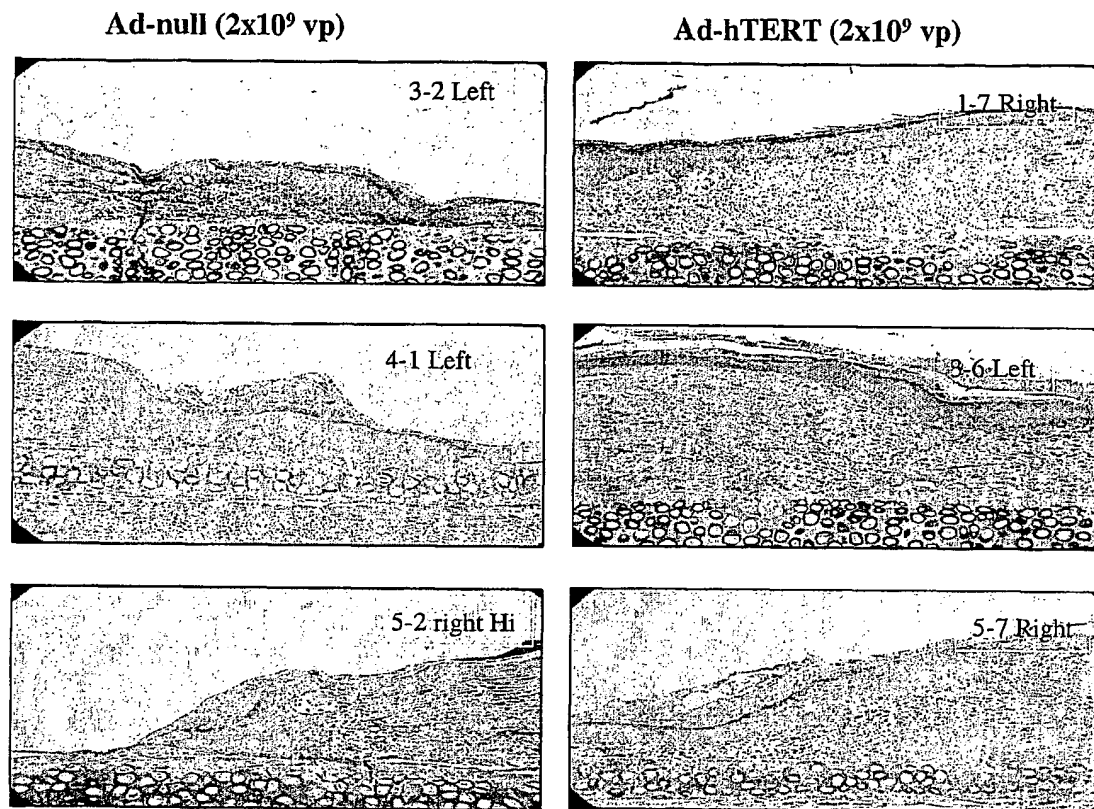 Ad-null (2x10⁹ vp)
Ad-hTERT (2x10⁹ vp)
3-2 Left
1-7 Right
4-1 Left
3-6 Left
5-2 right Hi
5-7 Right